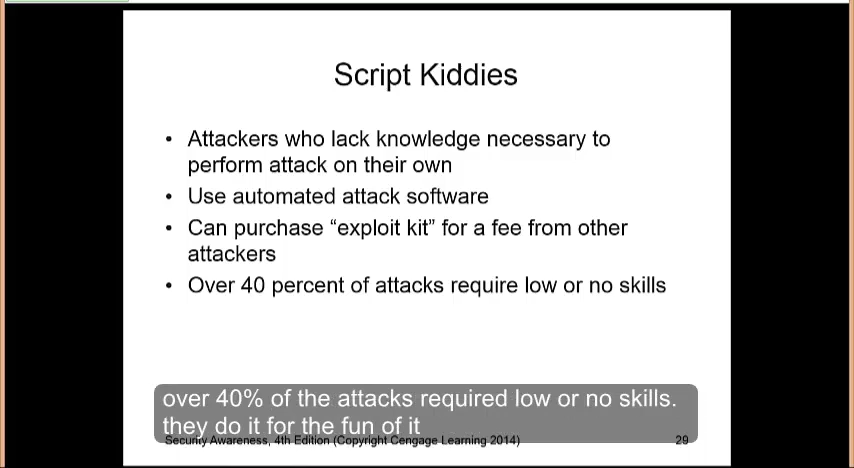 Script Kiddies
• Attackers who lack knowledge necessary to
perform attack on their own
• Use automated attack software
• Can purchase “exploit kit” for a fee from other
attackers
• Over 40 percent of attacks require low or no skills
over 40% of the attacks required low or no skills.
they do it for the fun of it
Security Awareness, 4th Edition (Copyright Cengage Learning 2014) 29